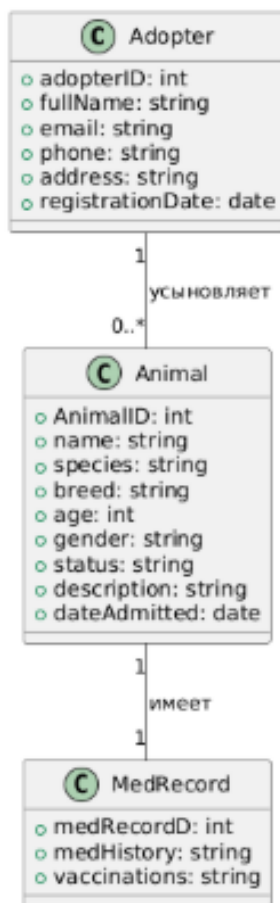 C Adopter
adopterID: int
fullName: string
email: string
phone: string
address: string
registrationDate: date
1
усыновляет
0..*
C Animal
AnimalID: int
name: string
species: string
breed: string
age: int
gender: string
status: string
description: string
dateAdmitted: date
1
имеет
1
C MedRecord
medRecordD: int
medHistory: string
vaccinations: string